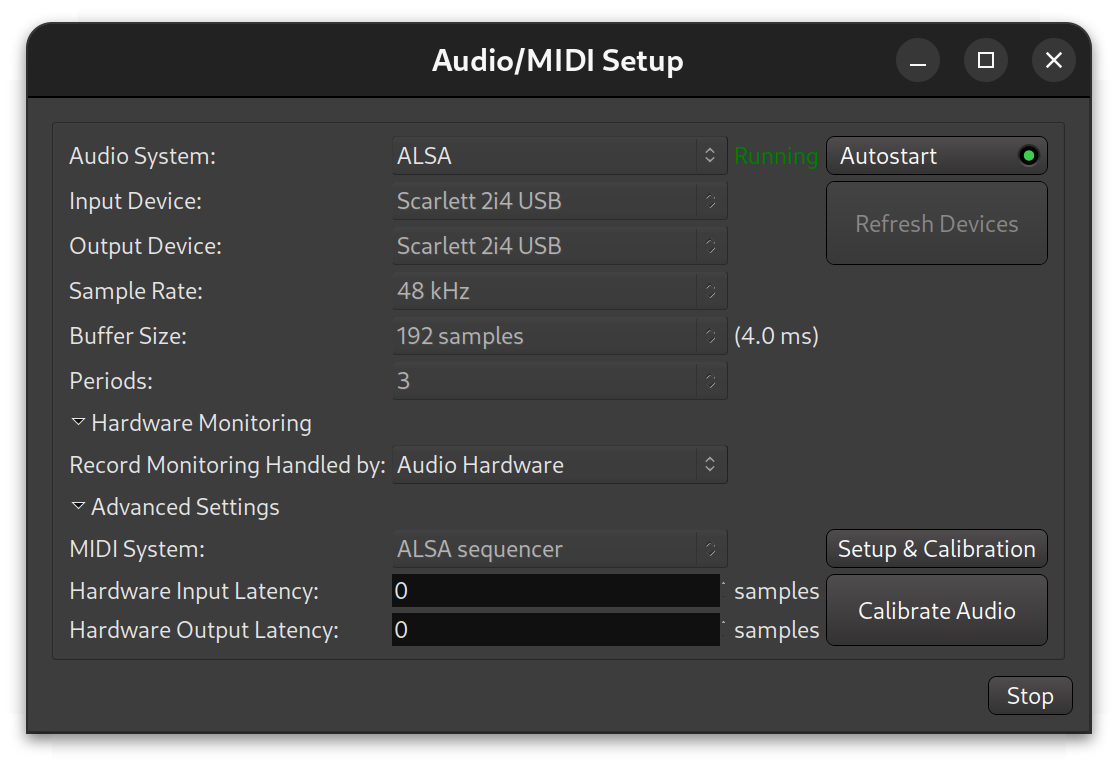 Audio/MIDI Setup
Audio System: ALSA Running Autostart
Input Device: Scarlett 2i4 USB Refresh Devices
Output Device: Scarlett 2i4 USB
Sample Rate: 48 kHz
Buffer Size: 192 samples (4.0 ms)
Periods: 3
Hardware Monitoring
Record Monitoring Handled by: Audio Hardware
Advanced Settings
MIDI System: ALSA sequencer Setup & Calibration
Hardware Input Latency: 0 samples Calibrate Audio
Hardware Output Latency: 0 samples
Stop